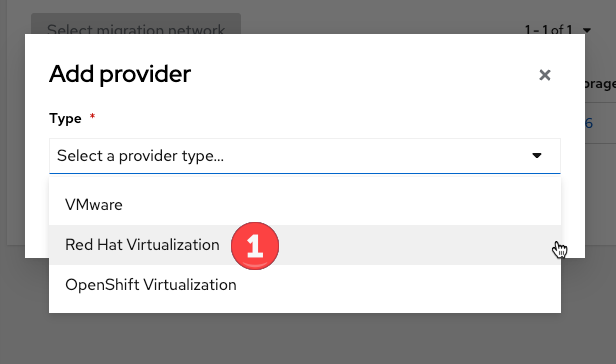 Select migration network
1 - 1 of 1
Add provider
×
Type *
orage
Select a provider type...
6
VMware
Red Hat Virtualization 1
OpenShift Virtualization